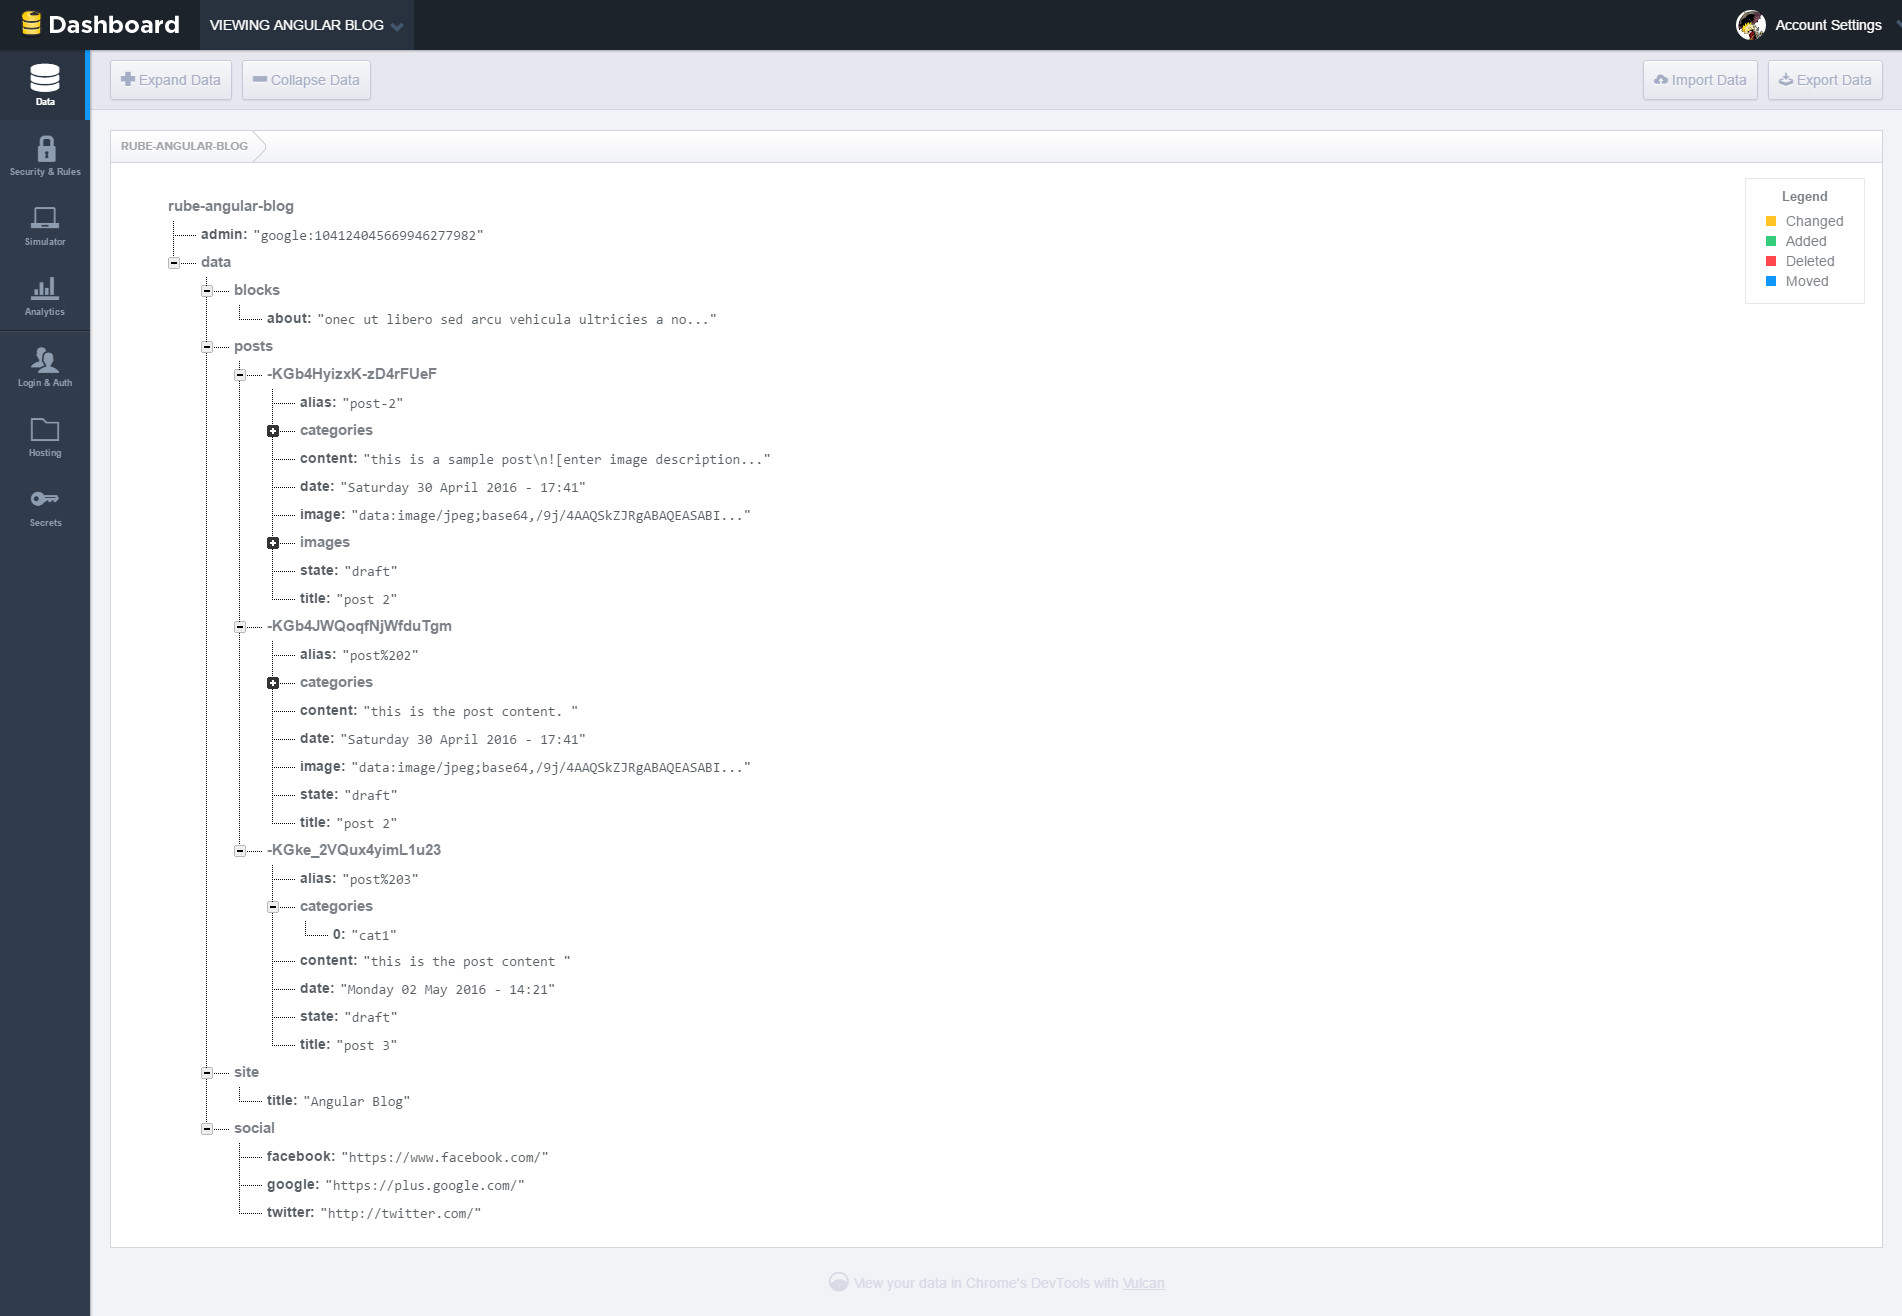 Dashboard VIEWING ANGULAR BLOG Account Settings
Data
Security & Rules
Simulator
Analytics
Login & Auth
Hosting
Secrets
Expand Data Collapse Data Import Data Export Data
RUBE-ANGULAR-BLOG
Legend
Changed
Added
Deleted
Moved
rube-angular-blog
admin: "google:104124045669946277982"
data
blocks
about: "onec ut libero sed arcu vehicula ultricies a no..."
posts
-KGb4HyizxK-zD4rFUeF
alias: "post-2"
categories
content: "this is a sample post\n![enter image description..."
date: "Saturday 30 April 2016 - 17:41"
image: "data:image/jpeg;base64,/9j/4AAQSkZJRgABAQEASABI..."
images
state: "draft"
title: "post 2"
-KGb4JWQoqfNjWfduTgm
alias: "post%202"
categories
content: "this is the post content. "
date: "Saturday 30 April 2016 - 17:41"
image: "data:image/jpeg;base64,/9j/4AAQSkZJRgABAQEASABI..."
state: "draft"
title: "post 2"
-KGke_2VQux4yimL1u23
alias: "post%203"
categories
0: "cat1"
content: "this is the post content "
date: "Monday 02 May 2016 - 14:21"
state: "draft"
title: "post 3"
site
title: "Angular Blog"
social
facebook: "https://www.facebook.com/"
google: "https://plus.google.com/"
twitter: "http://twitter.com/"
View your data in Chrome's DevTools with Vulcan